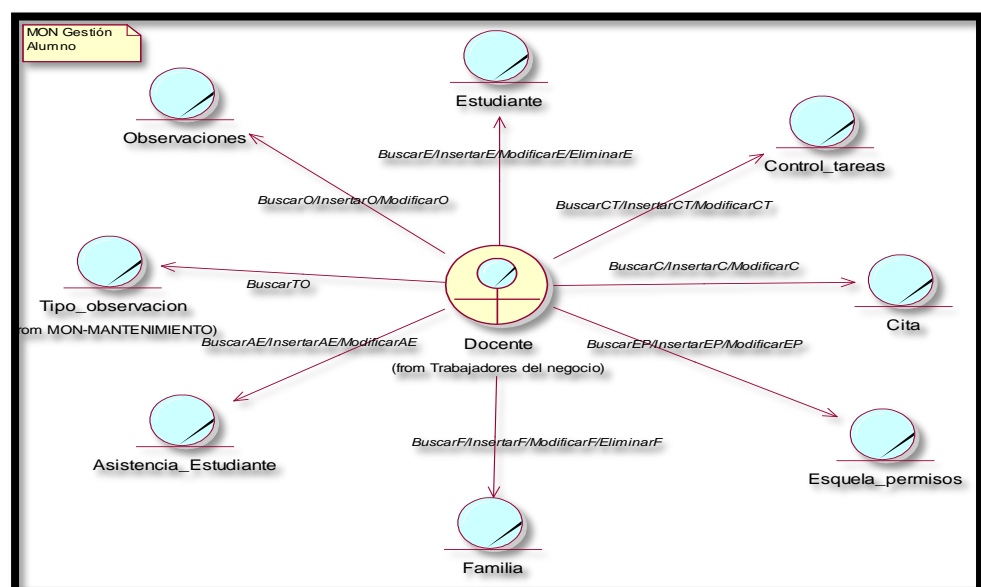 MON Gestión
Alumno
Estudiante
Observaciones
Control_tareas
BuscarE/InsertarE/ModificarE/EliminarE
BuscarO/InsertarO/ModificarO
BuscarCT/InsertarCT/ModificarCT
BuscarTO
BuscarC/InsertarC/ModificarC
Tipo_observacion
rom MON-MANTENIMIENTO)
Cita
BuscarAE/InsertarAE/ModificarAE
Docente
(from Trabajadores del negocio)
BuscarEP/InsertarEP/ModificarEP
BuscarF/InsertarF/ModificarF/EliminarF
Asistencia_Estudiante
Esquela_permisos
Familia